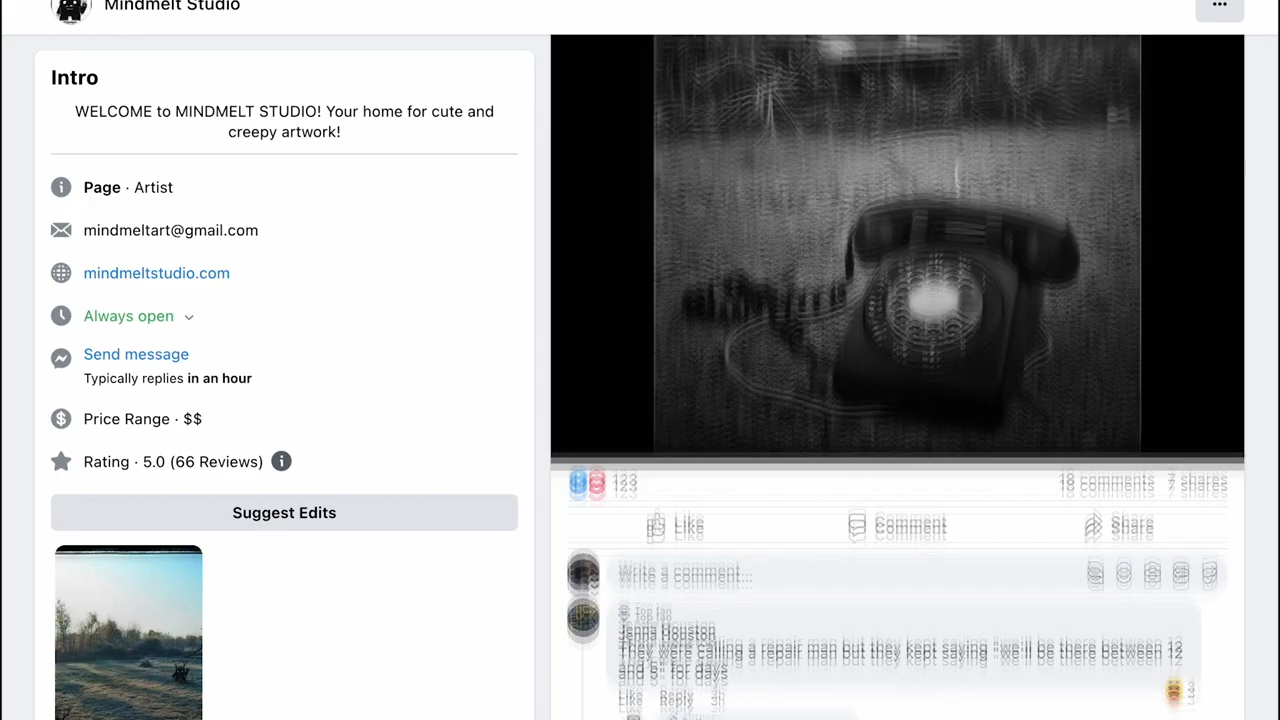 Mindmelt Studio
Intro
WELCOME to MINDMELT STUDIO! Your home for cute and
creepy artwork!
Page · Artist
mindmeltart@gmail.com
mindmeltstudio.com
Always open
Send message
Typically replies in an hour
Price Range · $$
Rating · 5.0 (66 Reviews)
Suggest Edits
123
18 comments 7 shares
Like Comment Share
Write a comment...
Top fan
Jenna Houston
They were calling a repair man but they kept saying "we'll be there between 12
and 5" for days
Like Reply 3h